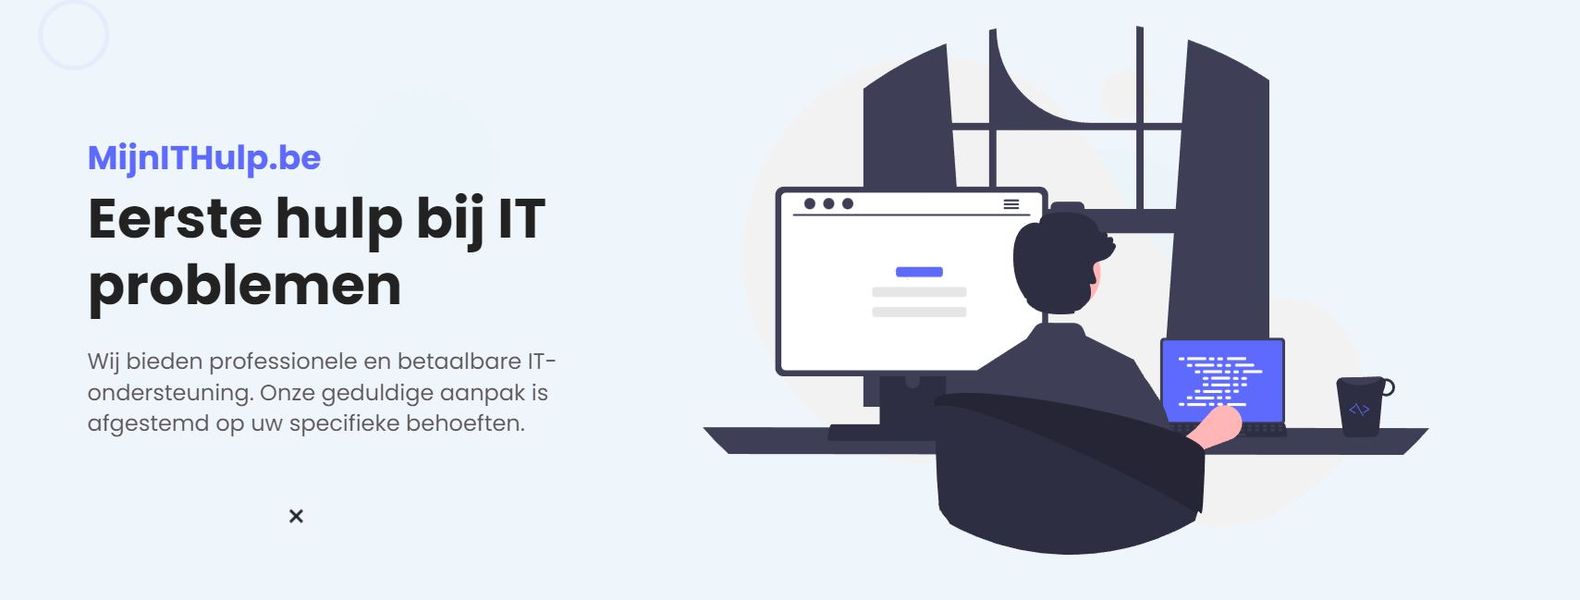 MijnITHulp.be
Eerste hulp bij IT
problemen
Wij bieden professionele en betaalbare IT-
ondersteuning. Onze geduldige aanpak is
afgestemd op uw specifieke behoeften.